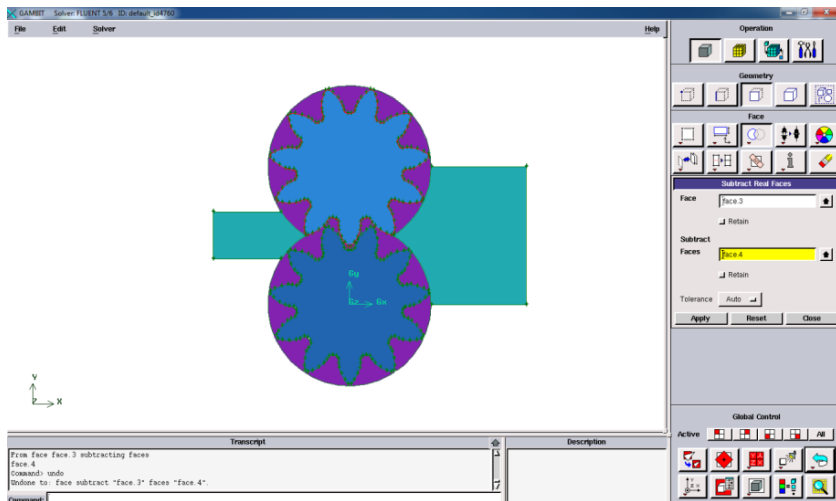 GAMBIT Solver: FLUENT 5/6 ID: default_id4760
File Edit Solver Help
Operation
Geometry
Face
Subtract Real Faces
Face face.3
Retain
Subtract
Faces face.4
Retain
Tolerance Auto
Apply Reset Close
Gy
Gz Gx
Y
Z X
Global Control
Active All
Transcript Description
From face face.3 subtracting faces
face.4
Command> undo
Undone to: face subtract "face.3" faces "face.4".
Command: